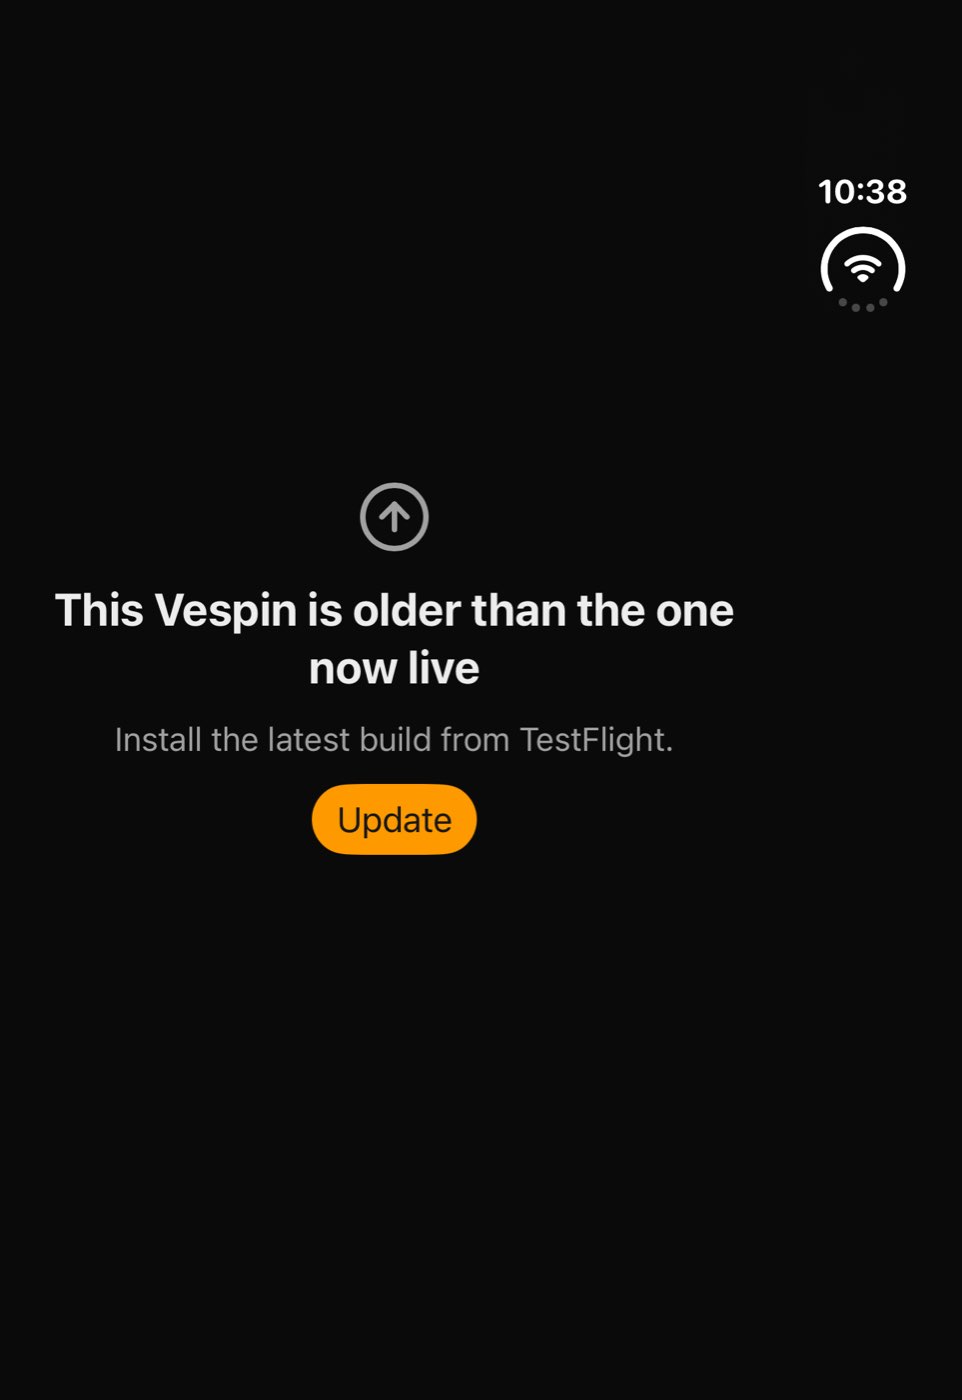 10:38
This Vespin is older than the one
now live
Install the latest build from TestFlight.
Update